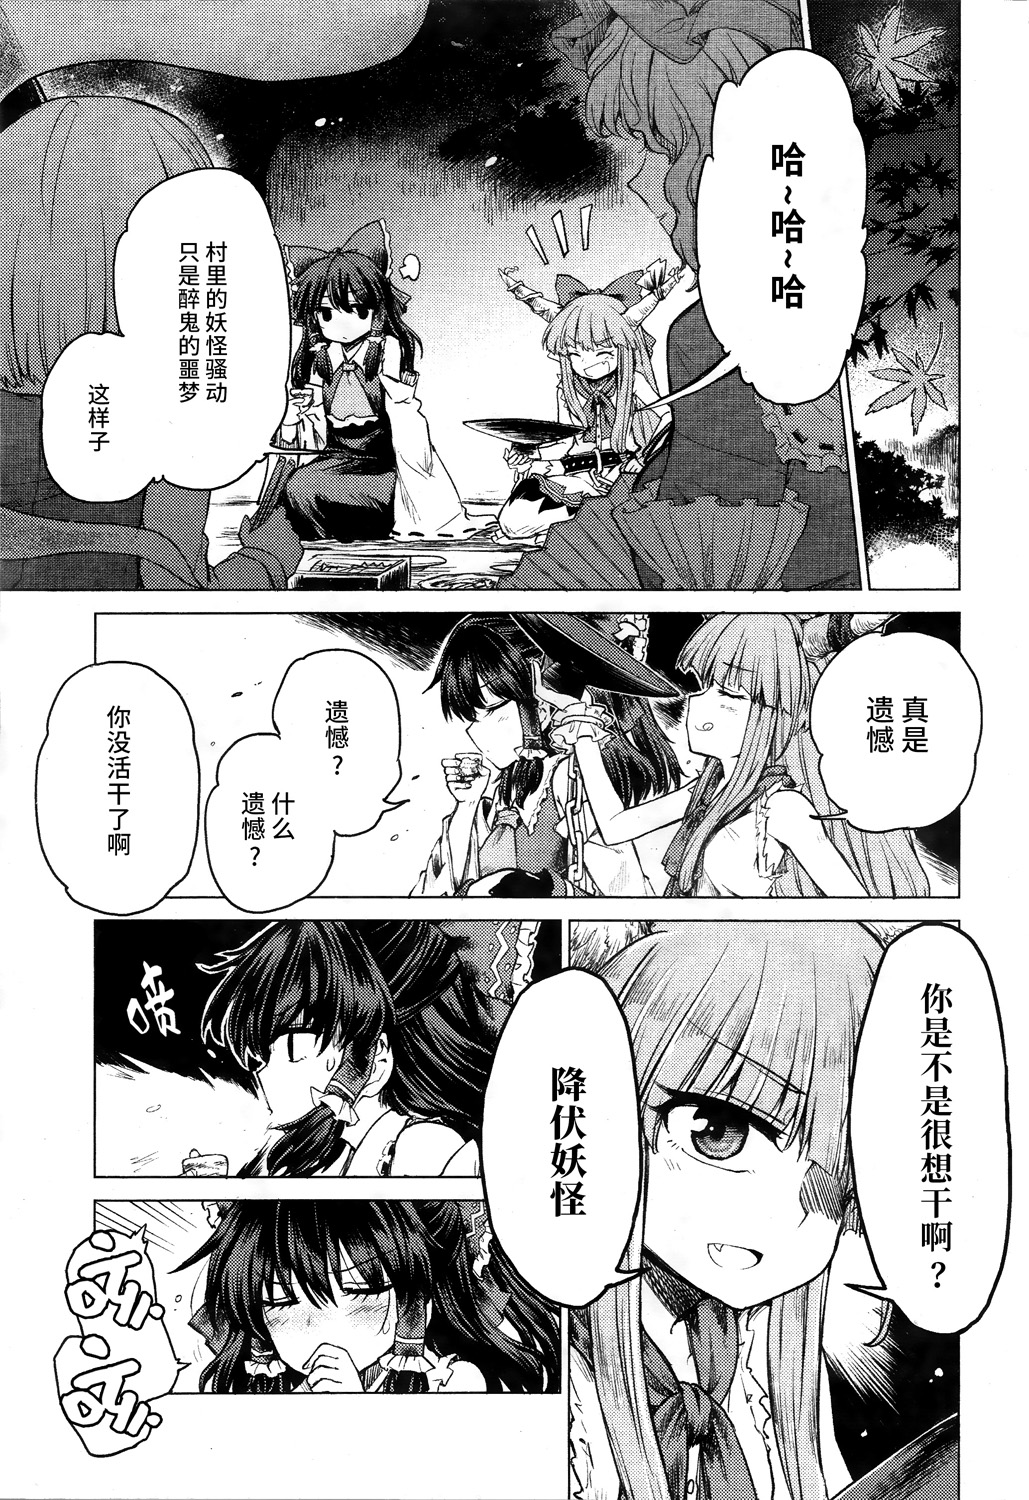 哈~哈~哈
村里的妖怪骚动
只是醉鬼的噩梦
这样子
真是
遗憾
遗憾?
什么
遗憾?
你没活干了啊
你是不是很想干啊?
降伏妖怪
喷